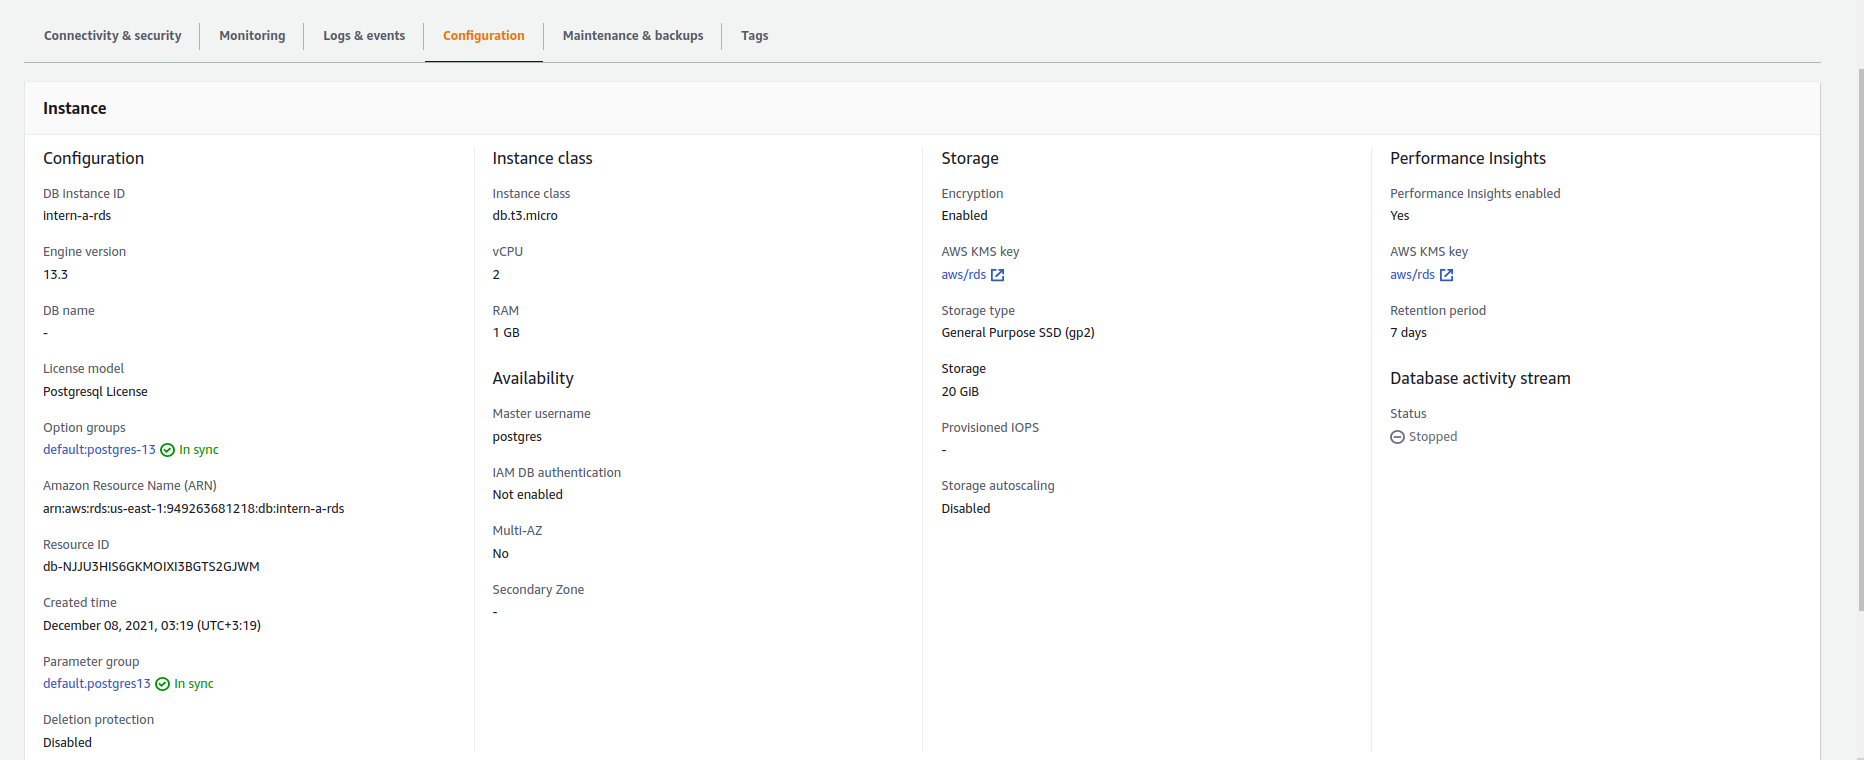 Connectivity & security
Monitoring
Logs & events
Configuration
Maintenance & backups
Tags
Instance
Configuration
DB instance ID
intern-a-rds
Engine version
13.3
DB name
-
License model
Postgresql License
Option groups
default:postgres-13 In sync
Amazon Resource Name (ARN)
arn:aws:rds:us-east-1:949263681218:db:intern-a-rds
Resource ID
db-NJJU3HIS6GKMOIXI3BGTS2GJWM
Created time
December 08, 2021, 03:19 (UTC+3:19)
Parameter group
default.postgres13 In sync
Deletion protection
Disabled
Instance class
Instance class
db.t3.micro
vCPU
2
RAM
1 GB
Availability
Master username
postgres
IAM DB authentication
Not enabled
Multi-AZ
No
Secondary Zone
-
Storage
Encryption
Enabled
AWS KMS key
aws/rds
Storage type
General Purpose SSD (gp2)
Storage
20 GiB
Provisioned IOPS
-
Storage autoscaling
Disabled
Performance Insights
Performance Insights enabled
Yes
AWS KMS key
aws/rds
Retention period
7 days
Database activity stream
Status
Stopped